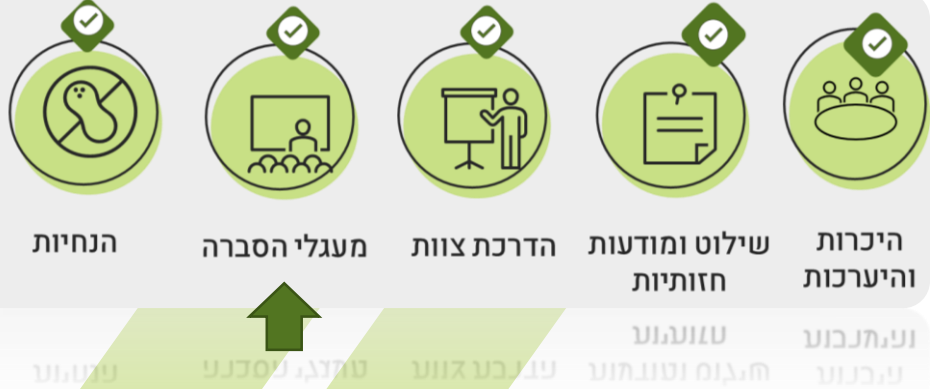 היכרות
והיערכות
שילוט ומודעות
חזותיות
הדרכת צוות
מעגלי הסברה
הנחיות